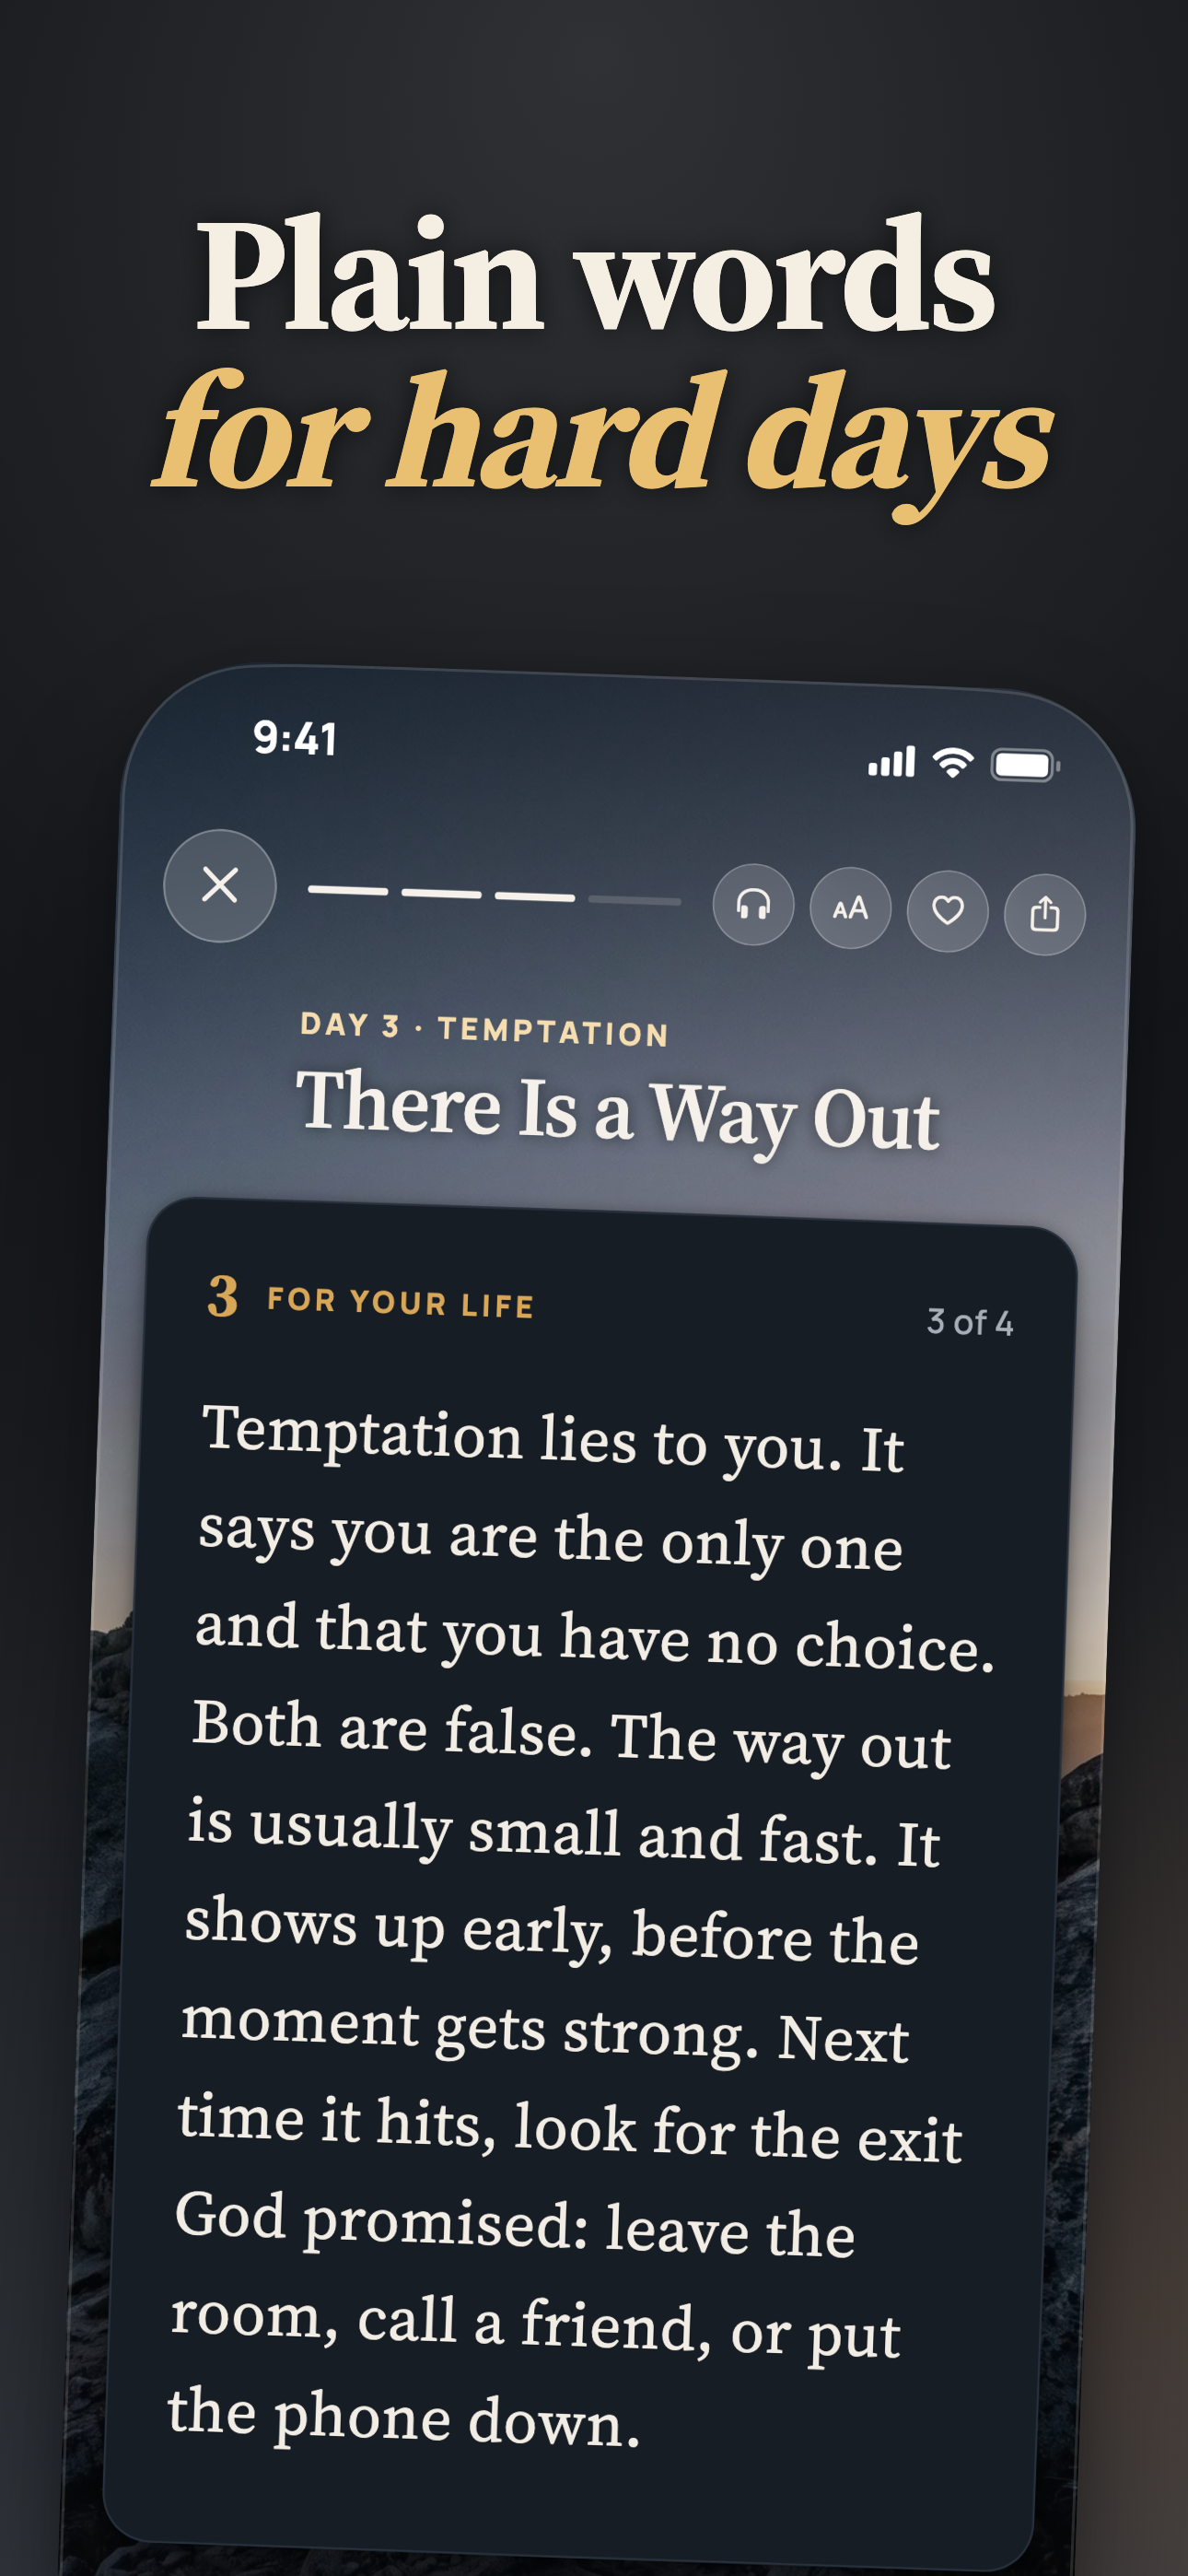 Plain words
for hard days
9:41
AA
DAY 3 · TEMPTATION
There Is a Way Out
3 FOR YOUR LIFE
3 of 4
Temptation lies to you. It
says you are the only one
and that you have no choice.
Both are false. The way out
is usually small and fast. It
shows up early, before the
moment gets strong. Next
time it hits, look for the exit
God promised: leave the
room, call a friend, or put
the phone down.